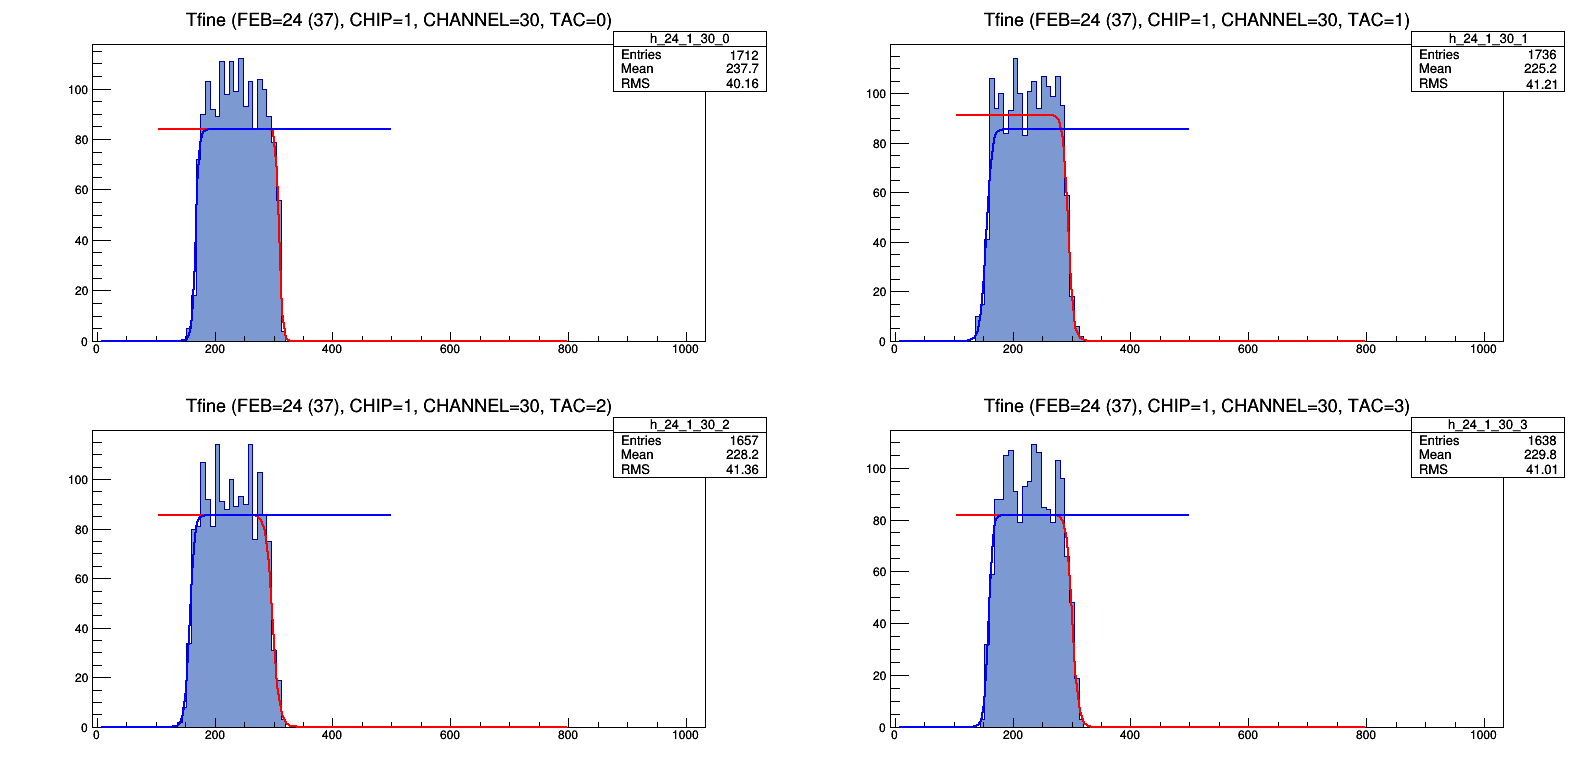 Tfine (FEB=24 (37), CHIP=1, CHANNEL=30, TAC=0)
h_24_1_30_0
Entries 1712
Mean 237.7
RMS 40.16
100
80
60
40
20
0
0 200 400 600 800 1000
Tfine (FEB=24 (37), CHIP=1, CHANNEL=30, TAC=1)
h_24_1_30_1
Entries 1736
Mean 225.2
RMS 41.21
100
80
60
40
20
0
0 200 400 600 800 1000
Tfine (FEB=24 (37), CHIP=1, CHANNEL=30, TAC=2)
h_24_1_30_2
Entries 1657
Mean 228.2
RMS 41.36
100
80
60
40
20
0
0 200 400 600 800 1000
Tfine (FEB=24 (37), CHIP=1, CHANNEL=30, TAC=3)
h_24_1_30_3
Entries 1638
Mean 229.8
RMS 41.01
100
80
60
40
20
0
0 200 400 600 800 1000